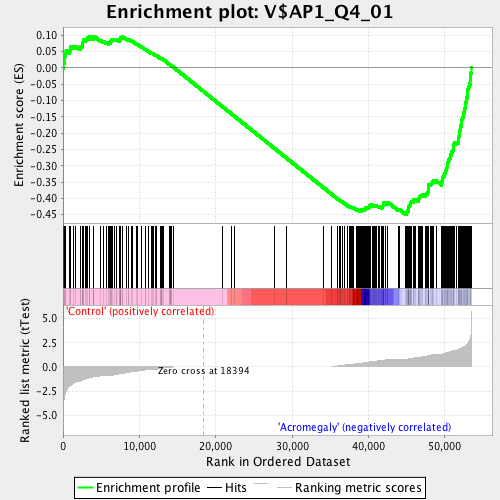 Enrichment plot: V$AP1_Q4_01
Enrichment score (ES)
0.10
0.05
0.00
-0.05
-0.10
-0.15
-0.20
-0.25
-0.30
-0.35
-0.40
-0.45
Ranked list metric (tTest)
5.0
2.5
0.0
-2.5
-5.0
'Control' (positively correlated)
Zero cross at 18394
'Acromegaly' (negatively correlated)
0
10,000
20,000
30,000
40,000
50,000
Rank in Ordered Dataset
Enrichment profile
Hits
Ranking metric scores